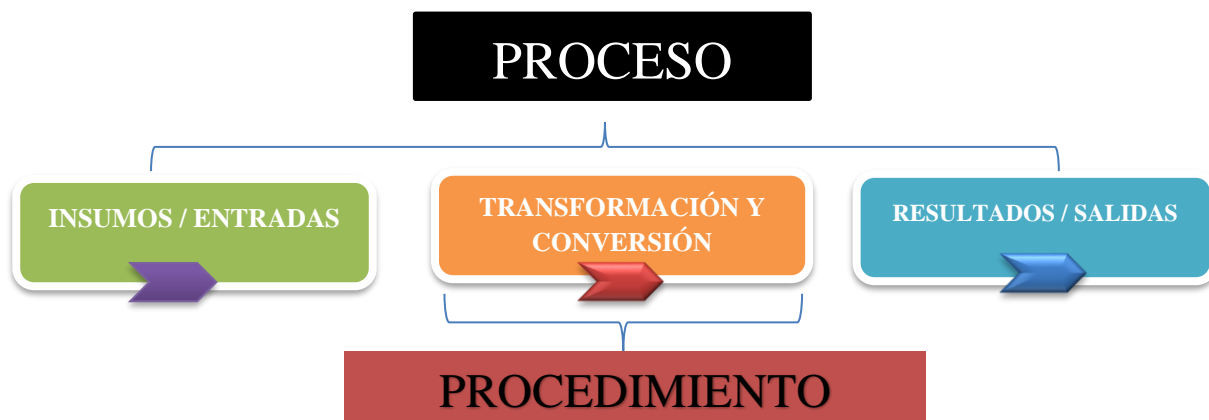 PROCESO
INSUMOS / ENTRADAS
TRANSFORMACIÓN Y
CONVERSIÓN
RESULTADOS / SALIDAS
PROCEDIMIENTO